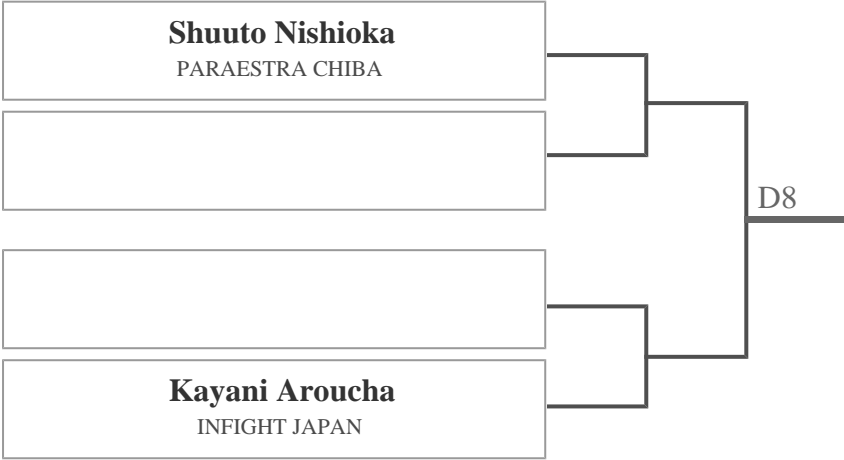 Shuuto Nishioka
PARAESTRA CHIBA
D8
Kayani Aroucha
INFIGHT JAPAN